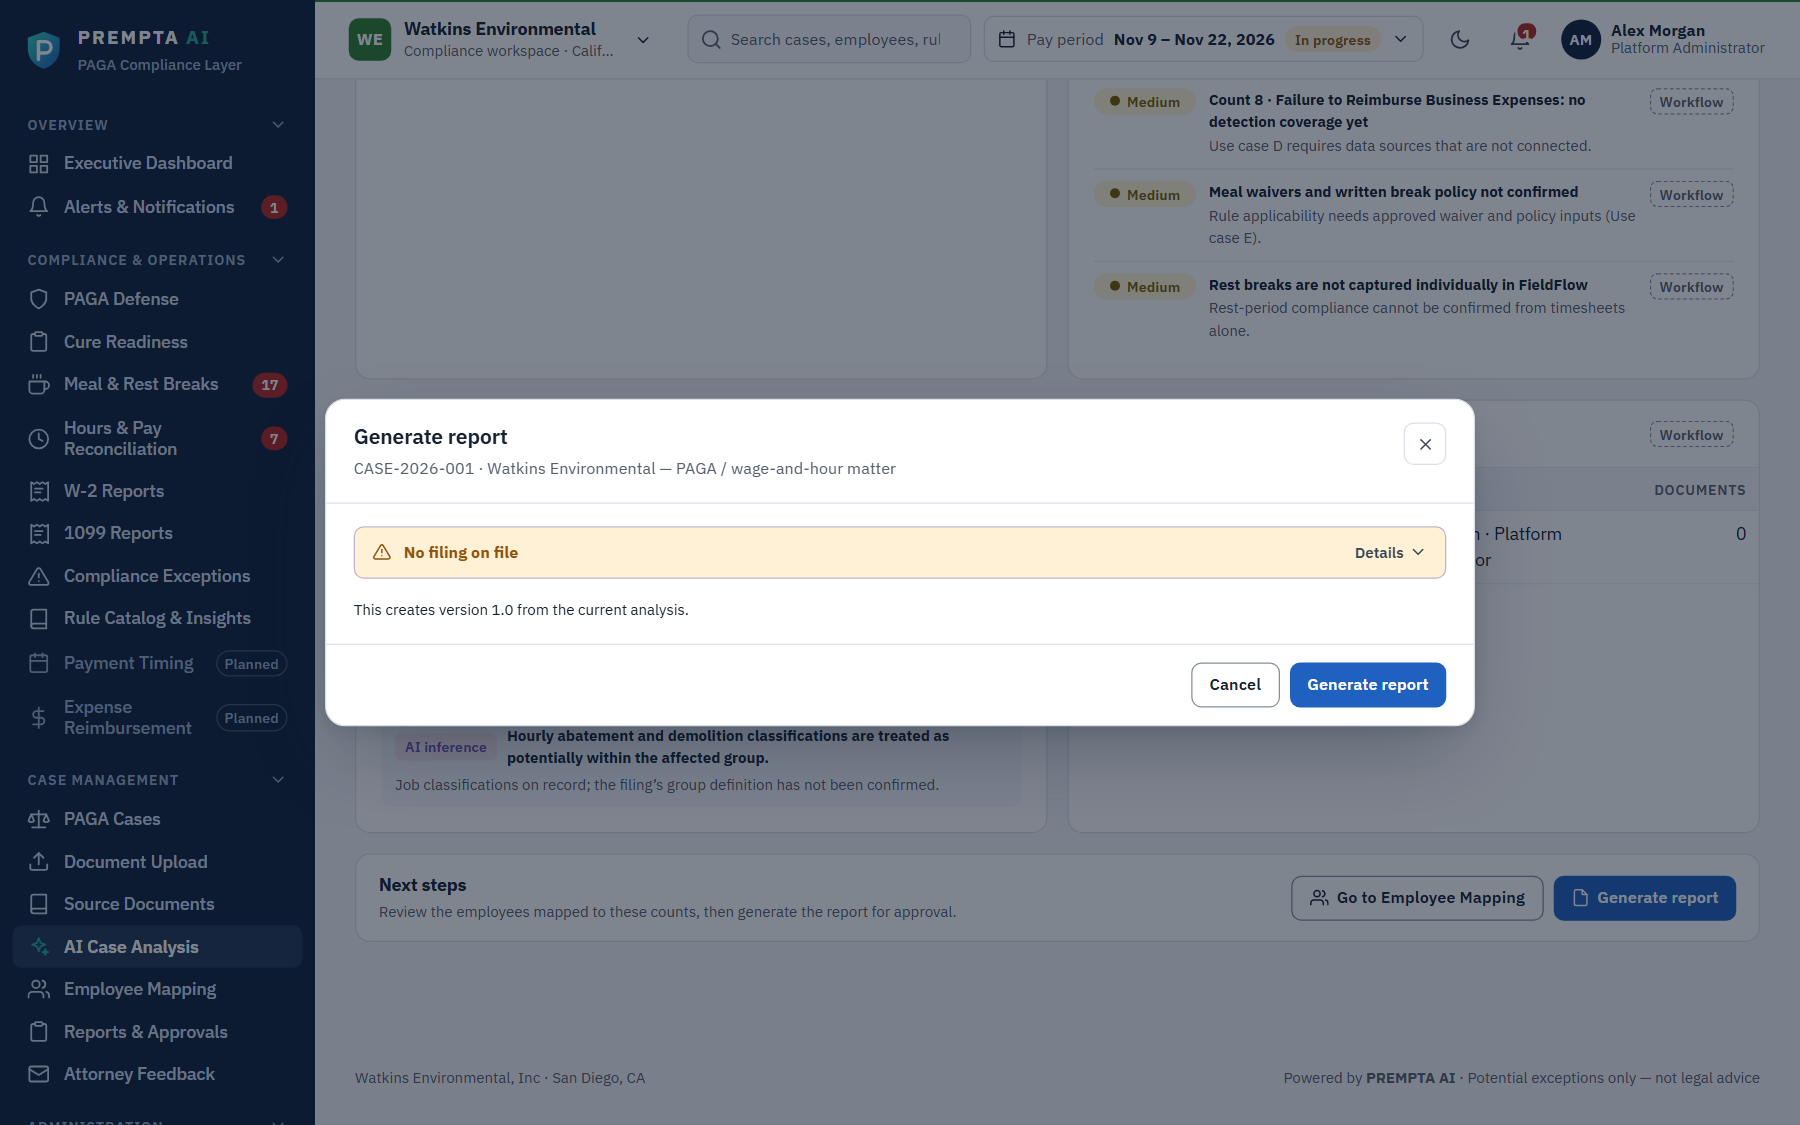 PREMPTA AI
PAGA Compliance Layer
OVERVIEW
Executive Dashboard
Alerts & Notifications
1
COMPLIANCE & OPERATIONS
PAGA Defense
Cure Readiness
Meal & Rest Breaks
17
Hours & Pay
Reconciliation
7
W-2 Reports
1099 Reports
Compliance Exceptions
Rule Catalog & Insights
Payment Timing
Planned
Expense
Reimbursement
Planned
CASE MANAGEMENT
PAGA Cases
Document Upload
Source Documents
AI Case Analysis
Employee Mapping
Reports & Approvals
Attorney Feedback
ADMINISTRATION
WE
Watkins Environmental
Compliance workspace · Calif...
Search cases, employees, rul
Pay period Nov 9 – Nov 22, 2026 In progress
1
AM
Alex Morgan
Platform Administrator
Medium
Count 8 · Failure to Reimburse Business Expenses: no
detection coverage yet
Use case D requires data sources that are not connected.
Workflow
Medium
Meal waivers and written break policy not confirmed
Rule applicability needs approved waiver and policy inputs (Use
case E).
Workflow
Medium
Rest breaks are not captured individually in FieldFlow
Rest-period compliance cannot be confirmed from timesheets
alone.
Workflow
Workflow
DOCUMENTS
· Platform
or
0
Generate report
CASE-2026-001 · Watkins Environmental — PAGA / wage-and-hour matter
No filing on file
Details
This creates version 1.0 from the current analysis.
Cancel
Generate report
AI inference
Hourly abatement and demolition classifications are treated as
potentially within the affected group.
Job classifications on record; the filing's group definition has not been confirmed.
Next steps
Review the employees mapped to these counts, then generate the report for approval.
Go to Employee Mapping
Generate report
Watkins Environmental, Inc · San Diego, CA
Powered by PREMPTA AI · Potential exceptions only — not legal advice